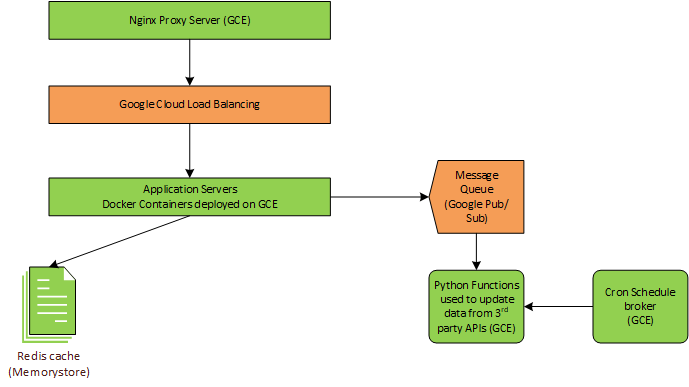 Nginx Proxy Server (GCE)
Google Cloud Load Balancing
Application Servers
Docker Containers deployed on GCE
Message
Queue
(Google Pub/
Sub)
Python Functions
used to update
data from 3rd
party APIs (GCE)
Cron Schedule
broker
(GCE)
Redis cache
(Memorystore)